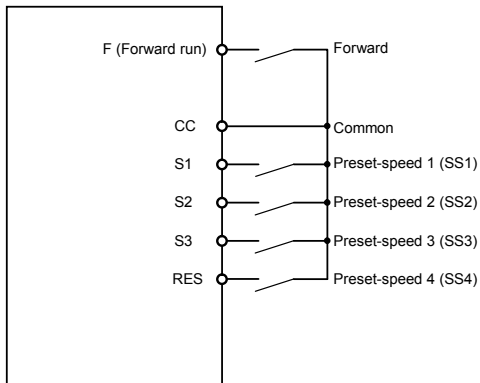 F (Forward run) Forward
CC Common
S1 Preset-speed 1 (SS1)
S2 Preset-speed 2 (SS2)
S3 Preset-speed 3 (SS3)
RES Preset-speed 4 (SS4)